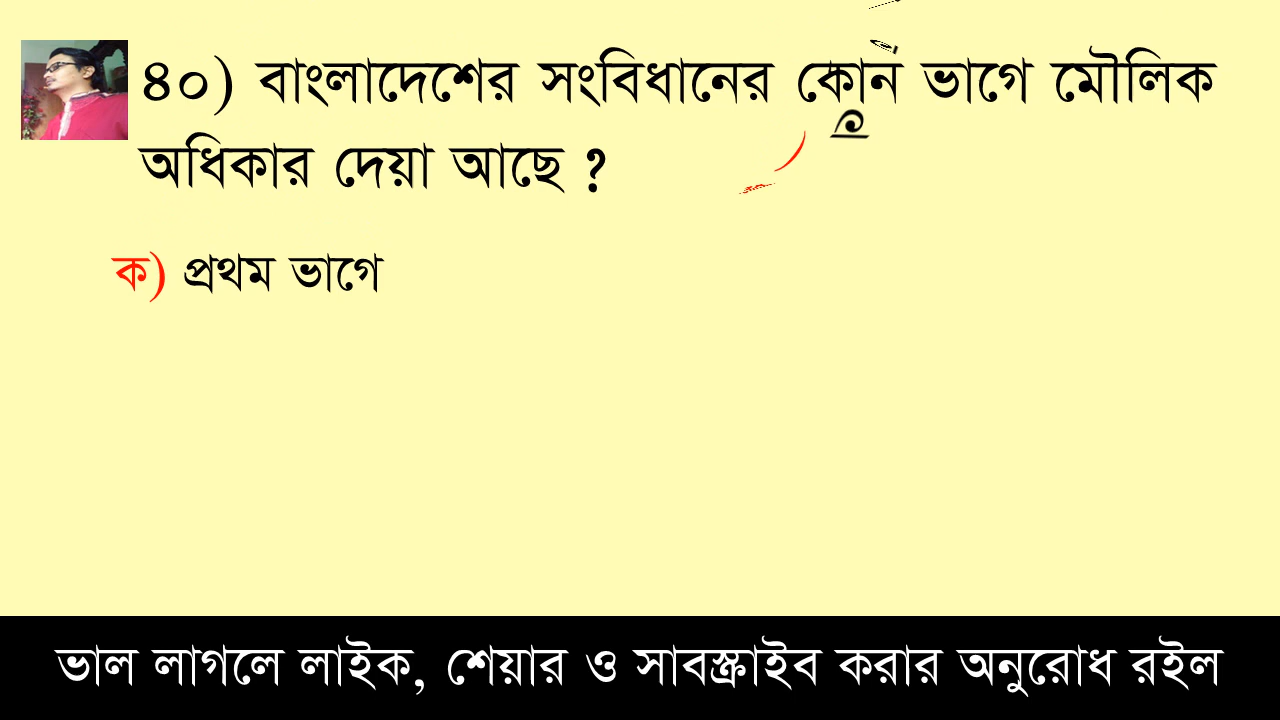 ৪০) বাংলাদেশের সংবিধানের কোন ভাগে মৌলিক
অধিকার দেয়া আছে ?
ক) প্রথম ভাগে
ভাল লাগলে লাইক, শেয়ার ও সাবস্ক্রাইব করার অনুরোধ রইল